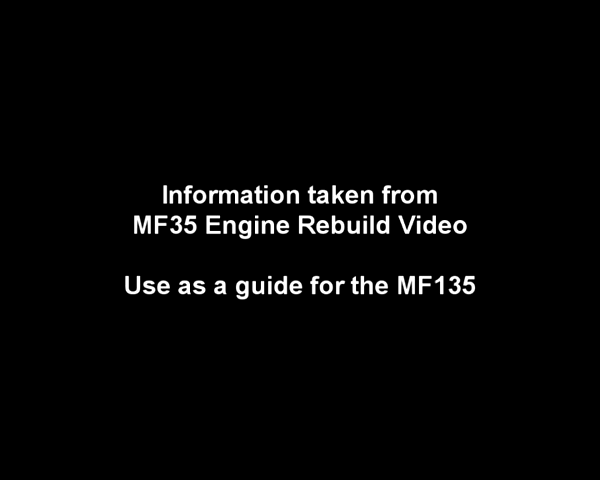 Information taken from
MF35 Engine Rebuild Video
Use as a guide for the MF135